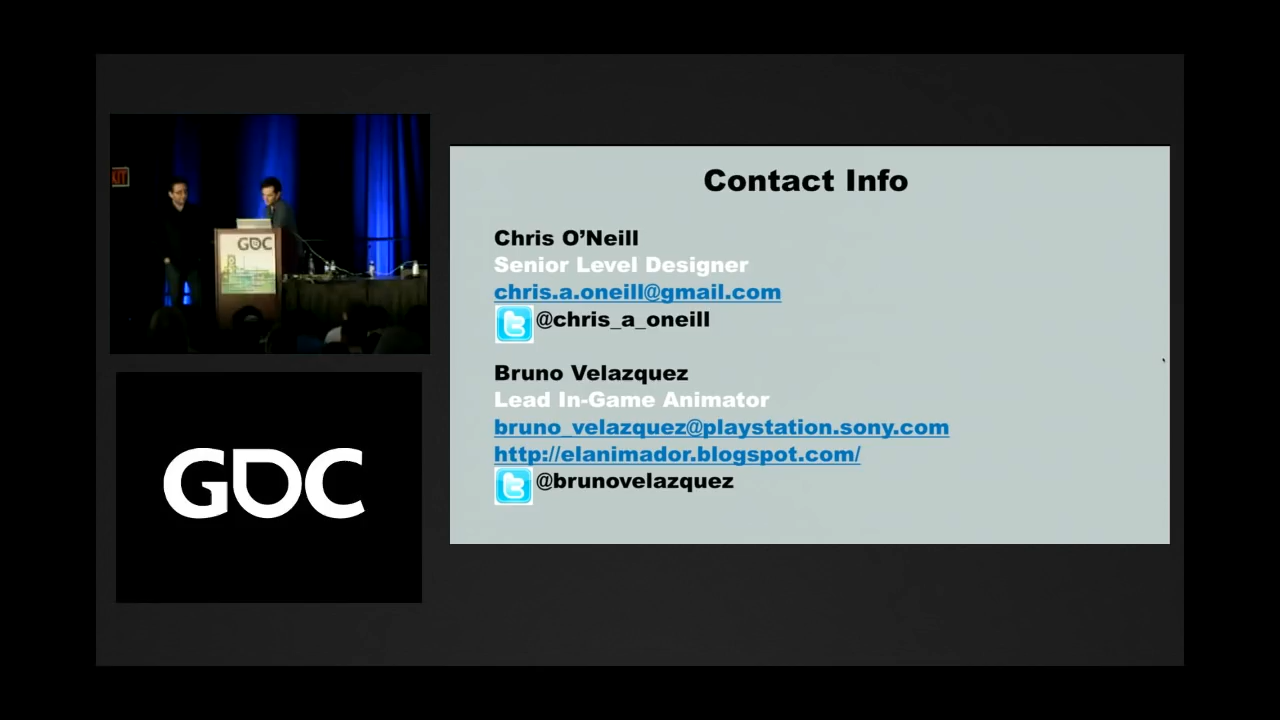 Contact Info
Chris O’Neill
Senior Level Designer
chris.a.oneill@gmail.com
@chris_a_oneill
Bruno Velazquez
Lead In-Game Animator
bruno_velazquez@playstation.sony.com
http://elanimador.blogspot.com/
@brunovelazquez
GDC
GDC